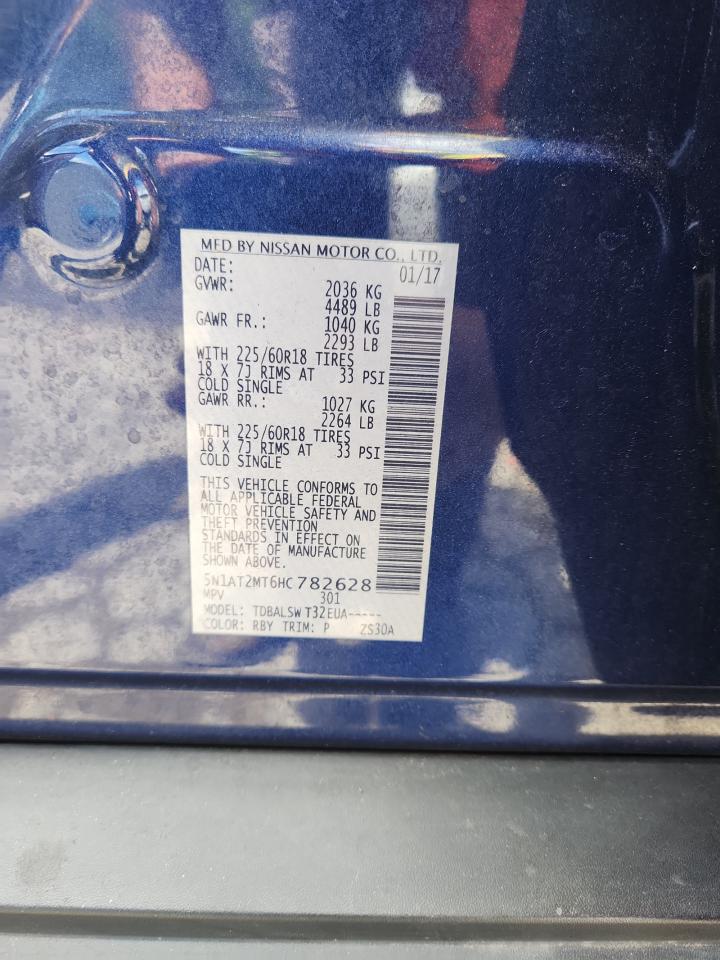 MFD BY NISSAN MOTOR CO., LTD.
DATE: 01/17
GVWR: 2036 KG
4489 LB
GAWR FR.: 1040 KG
2293 LB
WITH 225/60R18 TIRES
18 X 7J RIMS AT 33 PSI
COLD SINGLE
GAWR RR.: 1027 KG
2264 LB
WITH 225/60R18 TIRES
18 X 7J RIMS AT 33 PSI
COLD SINGLE
THIS VEHICLE CONFORMS TO
ALL APPLICABLE FEDERAL
MOTOR VEHICLE SAFETY AND
THEFT PREVENTION
STANDARDS IN EFFECT ON
THE DATE OF MANUFACTURE
SHOWN ABOVE.
5N1AT2MT6HC782628
MPV 301
MODEL: TDBALSW T32EUA-----
COLOR: RBY TRIM: P ZS30A